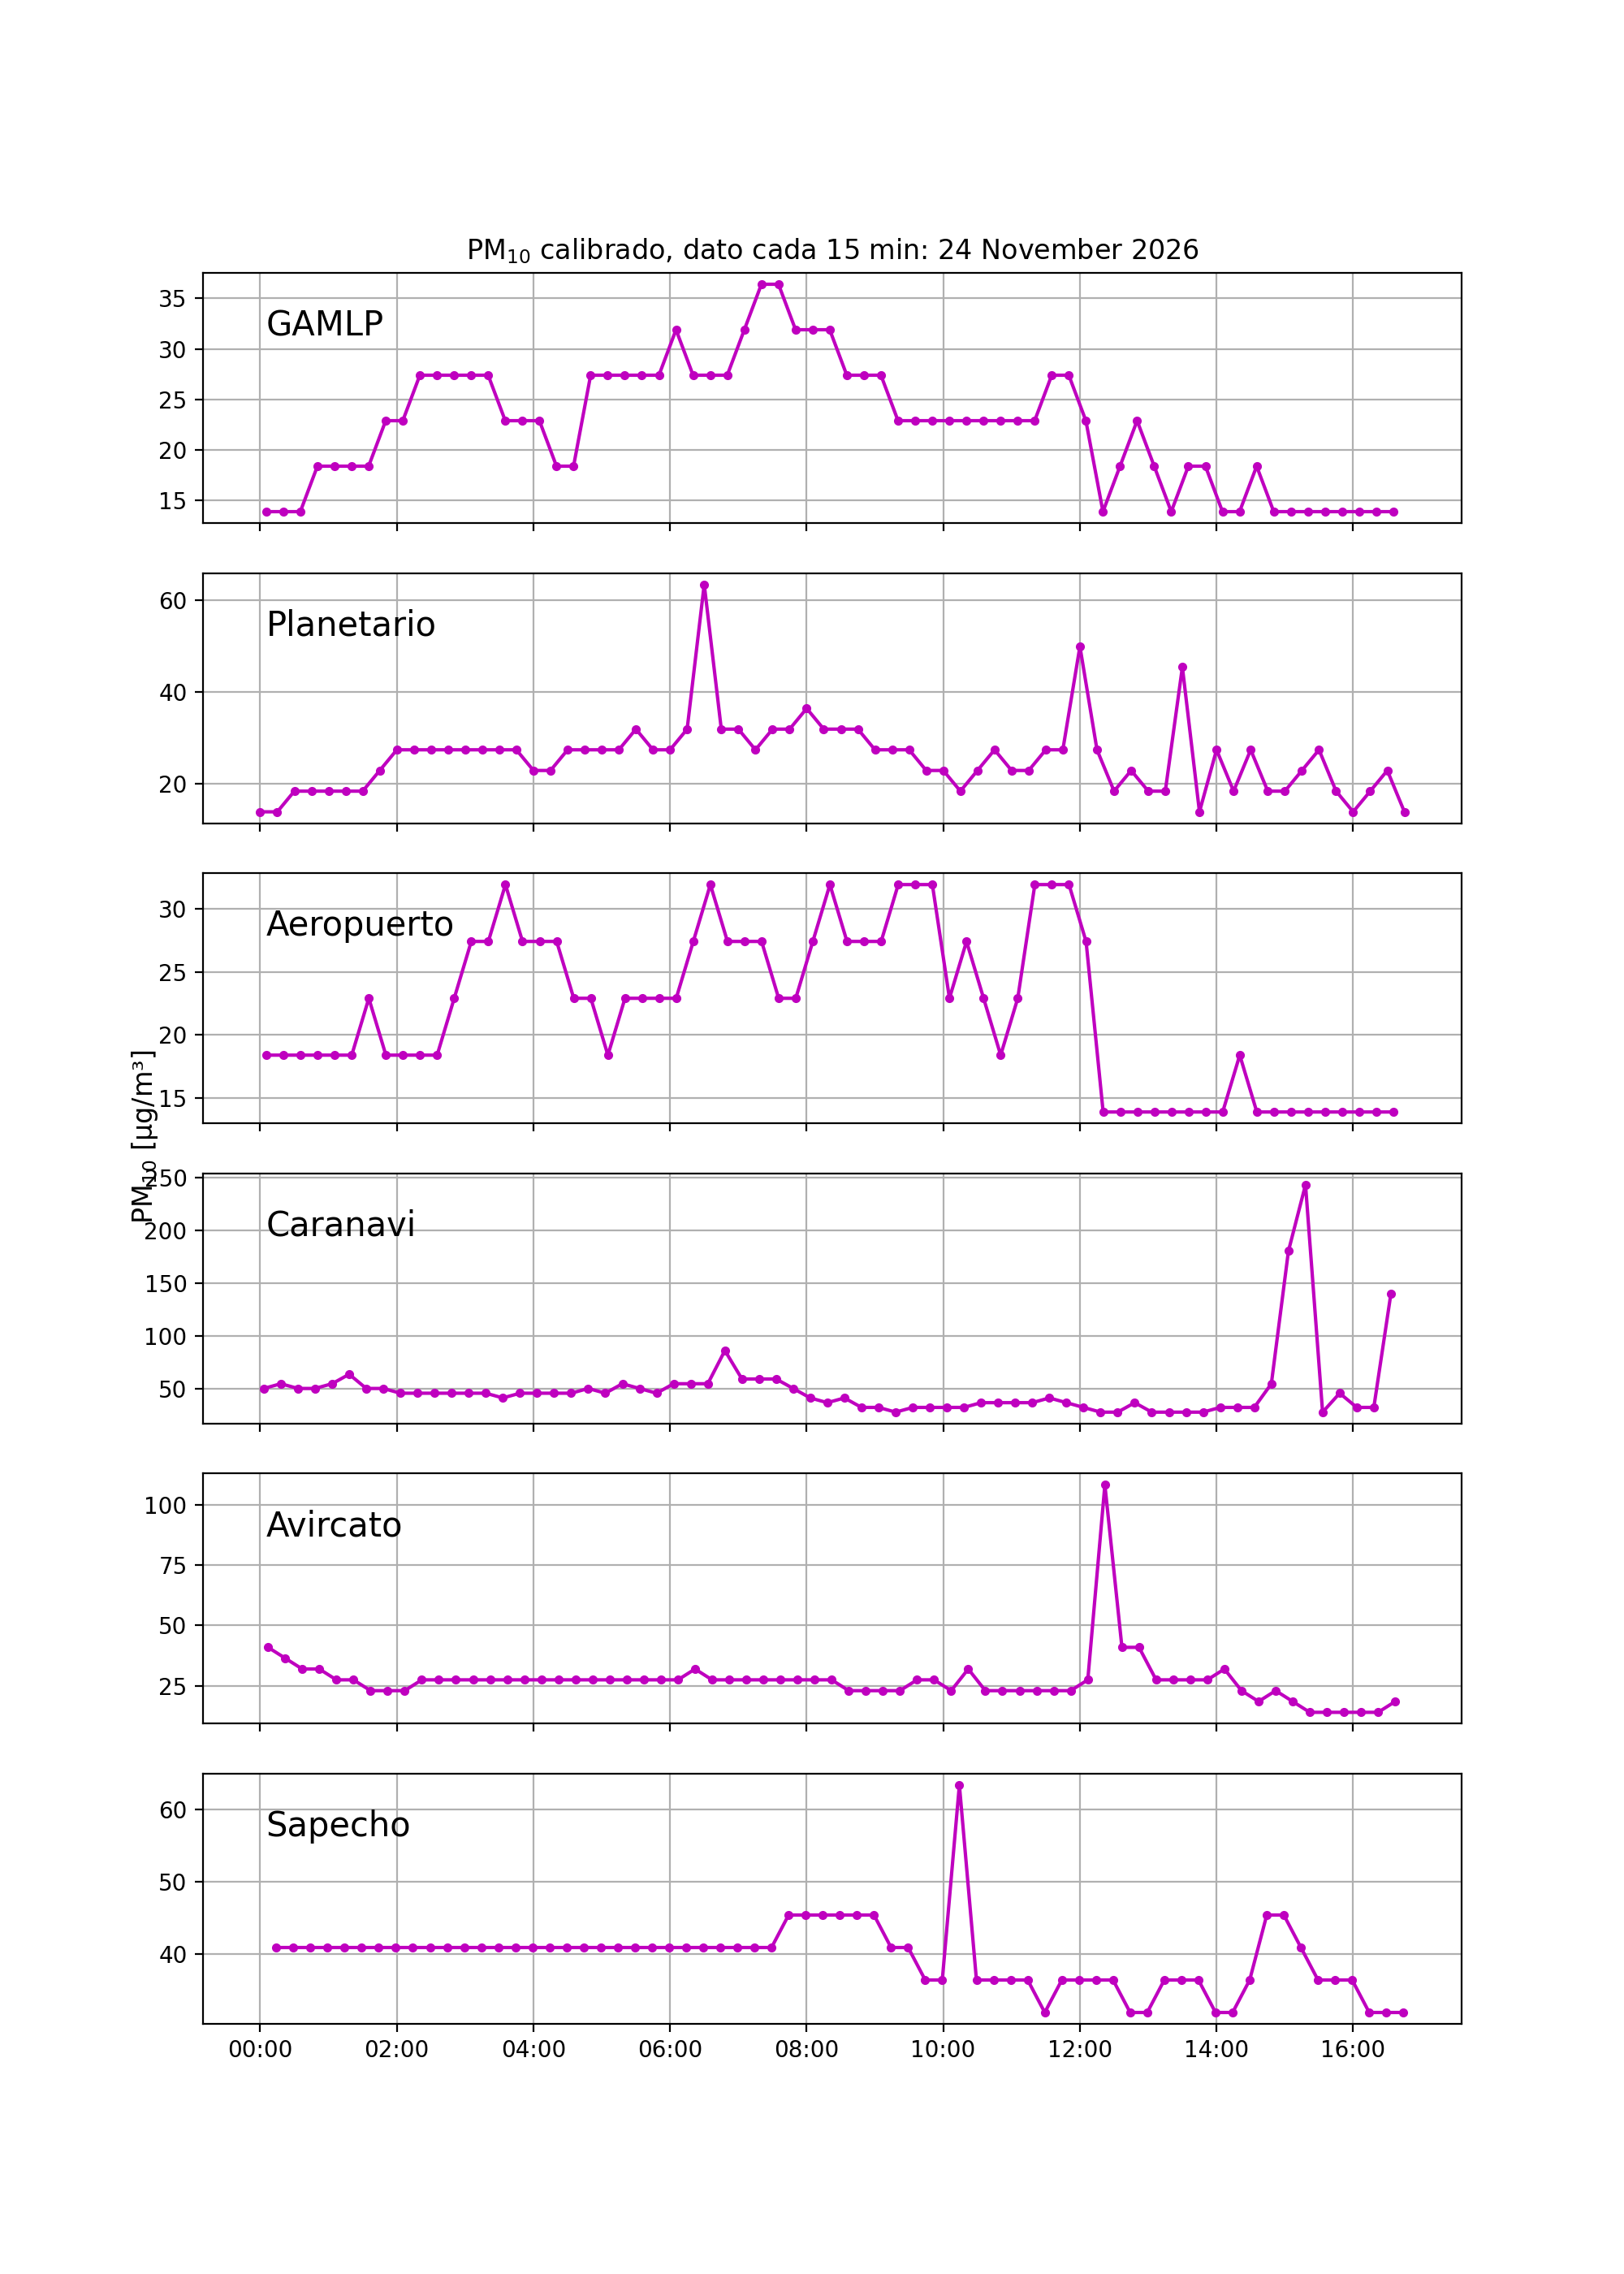 PM₁₀ calibrado, dato cada 15 min: 24 November 2026
35
30
25
20
15
GAMLP
60
40
20
Planetario
30
25
20
15
Aeropuerto
PM₁₀ [µg/m³]
250
200
150
100
50
Caranavi
100
75
50
25
Avircato
60
50
40
Sapecho
00:00 02:00 04:00 06:00 08:00 10:00 12:00 14:00 16:00